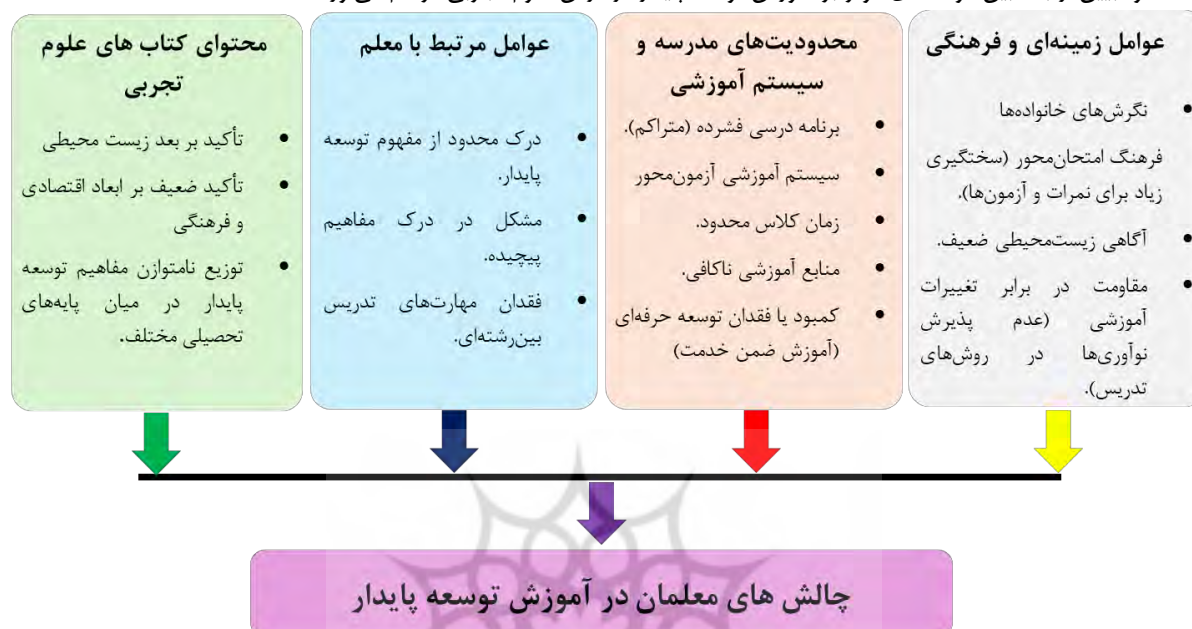 عوامل زمینه‌ای و فرهنگی
نگرش‌های خانواده‌ها
فرهنگ امتحان‌محور (سختگیری
زیاد برای نمرات و آزمون‌ها).
آگاهی زیست‌محیطی ضعیف.
مقاومت در برابر تغییرات
آموزشی (عدم پذیرش
نوآوری‌ها در روش‌های
تدریس).
محدودیت‌های مدرسه و
سیستم آموزشی
برنامه درسی فشرده (متراکم).
سیستم آموزشی آزمون‌محور
زمان کلاس محدود.
منابع آموزشی ناکافی.
کمبود یا فقدان توسعه حرفه‌ای
(آموزش ضمن خدمت)
عوامل مرتبط با معلم
درک محدود از مفهوم توسعه
پایدار.
مشکل در درک مفاهیم
پیچیده.
فقدان مهارت‌های تدریس
بین‌رشته‌ای.
محتوای کتاب های علوم
تجربی
تأکید بر بعد زیست محیطی
تأکید ضعیف بر ابعاد اقتصادی
و فرهنگی
توزیع نامتوازن مفاهیم توسعه
پایدار در میان پایه‌های
تحصیلی مختلف.
چالش های معلمان در آموزش توسعه پایدار